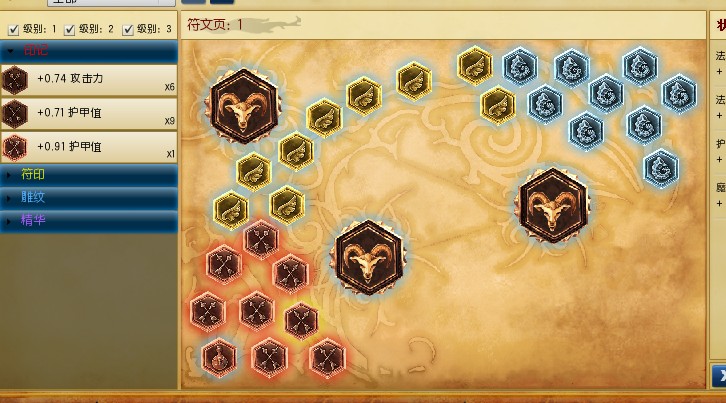 全部
级别: 1 级别: 2 级别: 3
符文页: 1
印记
+0.74 攻击力
x6
+0.71 护甲值
x9
+0.91 护甲值
x1
符印
雕纹
精华
法
+
法
+
护
+
魔
+